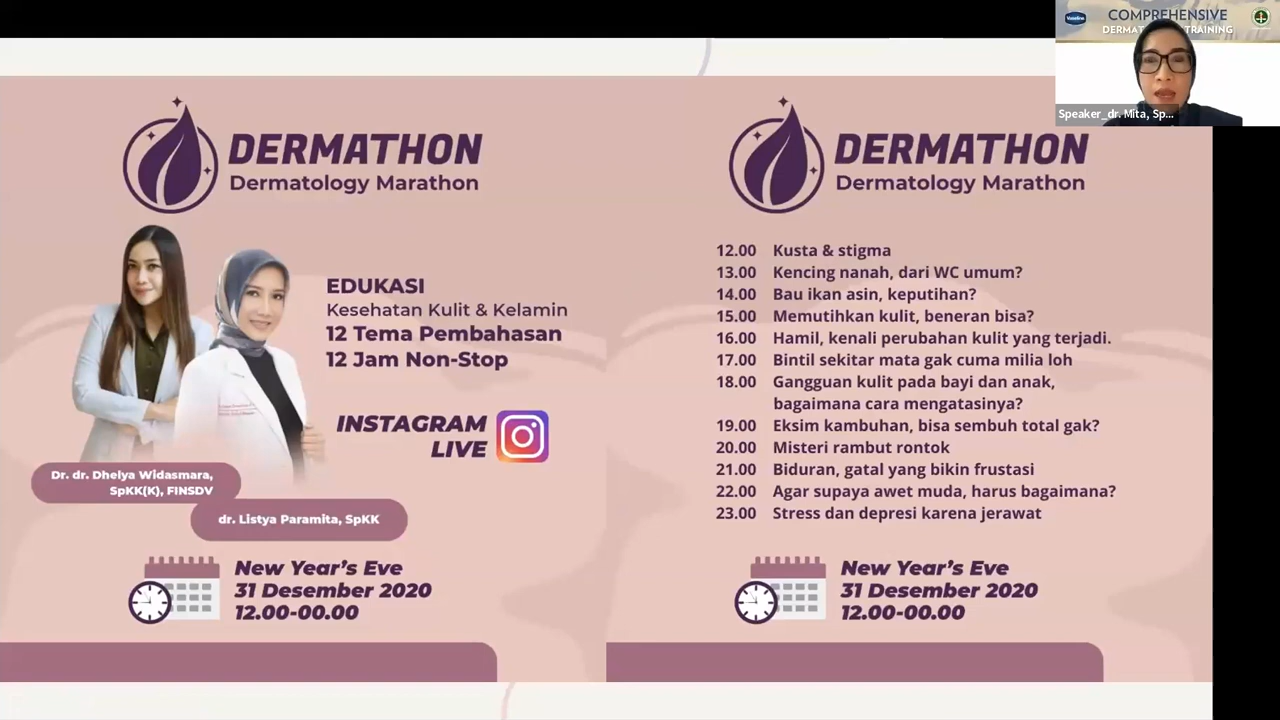 DERMATHON
Dermatology Marathon
EDUKASI
Kesehatan Kulit & Kelamin
12 Tema Pembahasan
12 Jam Non-Stop
INSTAGRAM
LIVE
Dr. dr. Dhelya Widasmara,
SpKK(K), FINSDV
dr. Listya Paramita, SpKK
New Year's Eve
31 Desember 2020
12.00-00.00
DERMATHON
Dermatology Marathon
12.00 Kusta & stigma
13.00 Kencing nanah, dari WC umum?
14.00 Bau ikan asin, keputihan?
15.00 Memutihkan kulit, beneran bisa?
16.00 Hamil, kenali perubahan kulit yang terjadi.
17.00 Bintil sekitar mata gak cuma milia loh
18.00 Gangguan kulit pada bayi dan anak,
bagaimana cara mengatasinya?
19.00 Eksim kambuhan, bisa sembuh total gak?
20.00 Misteri rambut rontok
21.00 Biduran, gatal yang bikin frustasi
22.00 Agar supaya awet muda, harus bagaimana?
23.00 Stress dan depresi karena jerawat
New Year's Eve
31 Desember 2020
12.00-00.00
Vaseline
COMPREHENSIVE
TRAINING
Speaker_dr. Mita, Sp...